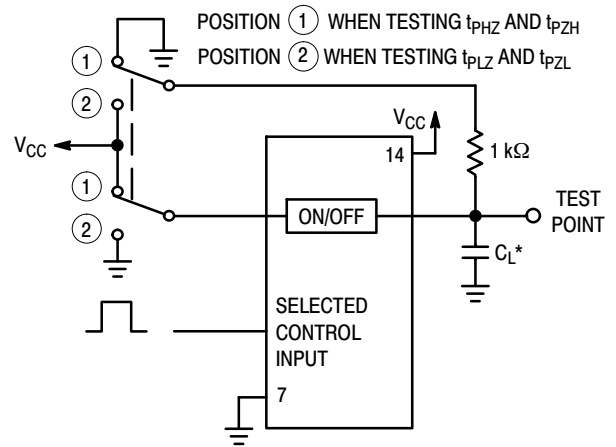 POSITION 1 WHEN TESTING tPHZ AND tPZH
POSITION 2 WHEN TESTING tPLZ AND tPZL
1
2
VCC
1
2
VCC
14
1 kΩ
ON/OFF
TEST
POINT
CL*
SELECTED
CONTROL
INPUT
7